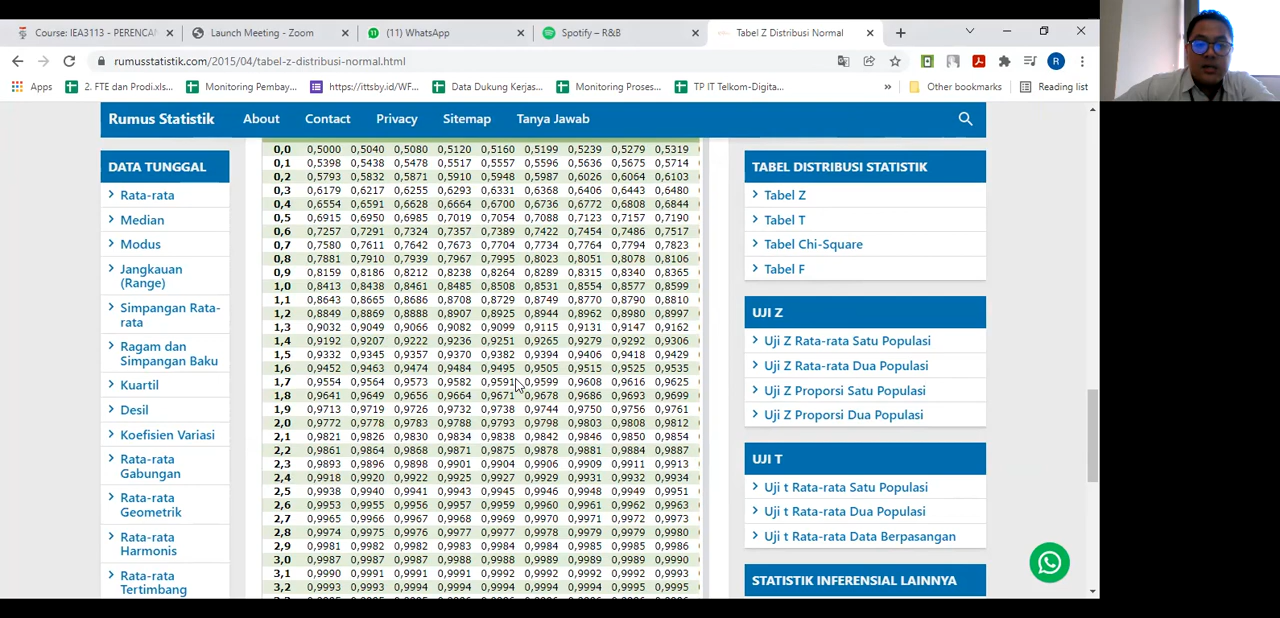 Course: IEA3113 - PERENCAN
Launch Meeting - Zoom
(11) WhatsApp
Spotify – R&B
Tabel Z Distribusi Normal
rumusstatistik.com/2015/04/tabel-z-distribusi-normal.html
Apps
2. FTE dan Prodi.xls...
Monitoring Pembay...
https://ittsby.id/WF...
Data Dukung Kerjas...
Monitoring Proses...
TP IT Telkom-Digita...
»
Other bookmarks
Reading list
Rumus Statistik
About
Contact
Privacy
Sitemap
Tanya Jawab
DATA TUNGGAL
Rata-rata
Median
Modus
Jangkauan
(Range)
Simpangan Rata-
rata
Ragam dan
Simpangan Baku
Kuartil
Desil
Koefisien Variasi
Rata-rata
Gabungan
Rata-rata
Geometrik
Rata-rata
Harmonis
Rata-rata
Tertimbang
0,0 0,5000 0,5040 0,5080 0,5120 0,5160 0,5199 0,5239 0,5279 0,5319
0,1 0,5398 0,5438 0,5478 0,5517 0,5557 0,5596 0,5636 0,5675 0,5714
0,2 0,5793 0,5832 0,5871 0,5910 0,5948 0,5987 0,6026 0,6064 0,6103
0,3 0,6179 0,6217 0,6255 0,6293 0,6331 0,6368 0,6406 0,6443 0,6480
0,4 0,6554 0,6591 0,6628 0,6664 0,6700 0,6736 0,6772 0,6808 0,6844
0,5 0,6915 0,6950 0,6985 0,7019 0,7054 0,7088 0,7123 0,7157 0,7190
0,6 0,7257 0,7291 0,7324 0,7357 0,7389 0,7422 0,7454 0,7486 0,7517
0,7 0,7580 0,7611 0,7642 0,7673 0,7704 0,7734 0,7764 0,7794 0,7823
0,8 0,7881 0,7910 0,7939 0,7967 0,7995 0,8023 0,8051 0,8078 0,8106
0,9 0,8159 0,8186 0,8212 0,8238 0,8264 0,8289 0,8315 0,8340 0,8365
1,0 0,8413 0,8438 0,8461 0,8485 0,8508 0,8531 0,8554 0,8577 0,8599
1,1 0,8643 0,8665 0,8686 0,8708 0,8729 0,8749 0,8770 0,8790 0,8810
1,2 0,8849 0,8869 0,8888 0,8907 0,8925 0,8944 0,8962 0,8980 0,8997
1,3 0,9032 0,9049 0,9066 0,9082 0,9099 0,9115 0,9131 0,9147 0,9162
1,4 0,9192 0,9207 0,9222 0,9236 0,9251 0,9265 0,9279 0,9292 0,9306
1,5 0,9332 0,9345 0,9357 0,9370 0,9382 0,9394 0,9406 0,9418 0,9429
1,6 0,9452 0,9463 0,9474 0,9484 0,9495 0,9505 0,9515 0,9525 0,9535
1,7 0,9554 0,9564 0,9573 0,9582 0,9591 0,9599 0,9608 0,9616 0,9625
1,8 0,9641 0,9649 0,9656 0,9664 0,9671 0,9678 0,9686 0,9693 0,9699
1,9 0,9713 0,9719 0,9726 0,9732 0,9738 0,9744 0,9750 0,9756 0,9761
2,0 0,9772 0,9778 0,9783 0,9788 0,9793 0,9798 0,9803 0,9808 0,9812
2,1 0,9821 0,9826 0,9830 0,9834 0,9838 0,9842 0,9846 0,9850 0,9854
2,2 0,9861 0,9864 0,9868 0,9871 0,9875 0,9878 0,9881 0,9884 0,9887
2,3 0,9893 0,9896 0,9898 0,9901 0,9904 0,9906 0,9909 0,9911 0,9913
2,4 0,9918 0,9920 0,9922 0,9925 0,9927 0,9929 0,9931 0,9932 0,9934
2,5 0,9938 0,9940 0,9941 0,9943 0,9945 0,9946 0,9948 0,9949 0,9951
2,6 0,9953 0,9955 0,9956 0,9957 0,9959 0,9960 0,9961 0,9962 0,9963
2,7 0,9965 0,9966 0,9967 0,9968 0,9969 0,9970 0,9971 0,9972 0,9973
2,8 0,9974 0,9975 0,9976 0,9977 0,9977 0,9978 0,9979 0,9979 0,9980
2,9 0,9981 0,9982 0,9982 0,9983 0,9984 0,9984 0,9985 0,9985 0,9986
3,0 0,9987 0,9987 0,9987 0,9988 0,9988 0,9989 0,9989 0,9989 0,9990
3,1 0,9990 0,9991 0,9991 0,9991 0,9992 0,9992 0,9992 0,9992 0,9993
3,2 0,9993 0,9993 0,9994 0,9994 0,9994 0,9994 0,9994 0,9995 0,9995
TABEL DISTRIBUSI STATISTIK
Tabel Z
Tabel T
Tabel Chi-Square
Tabel F
UJI Z
Uji Z Rata-rata Satu Populasi
Uji Z Rata-rata Dua Populasi
Uji Z Proporsi Satu Populasi
Uji Z Proporsi Dua Populasi
UJI T
Uji t Rata-rata Satu Populasi
Uji t Rata-rata Dua Populasi
Uji t Rata-rata Data Berpasangan
STATISTIK INFERENSIAL LAINNYA